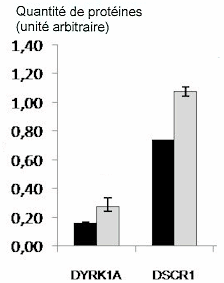 Quantité de protéines
(unité arbitraire)
1,40
1,20
1,00
0,80
0,60
0,40
0,20
0,00
DYRK1A DSCR1